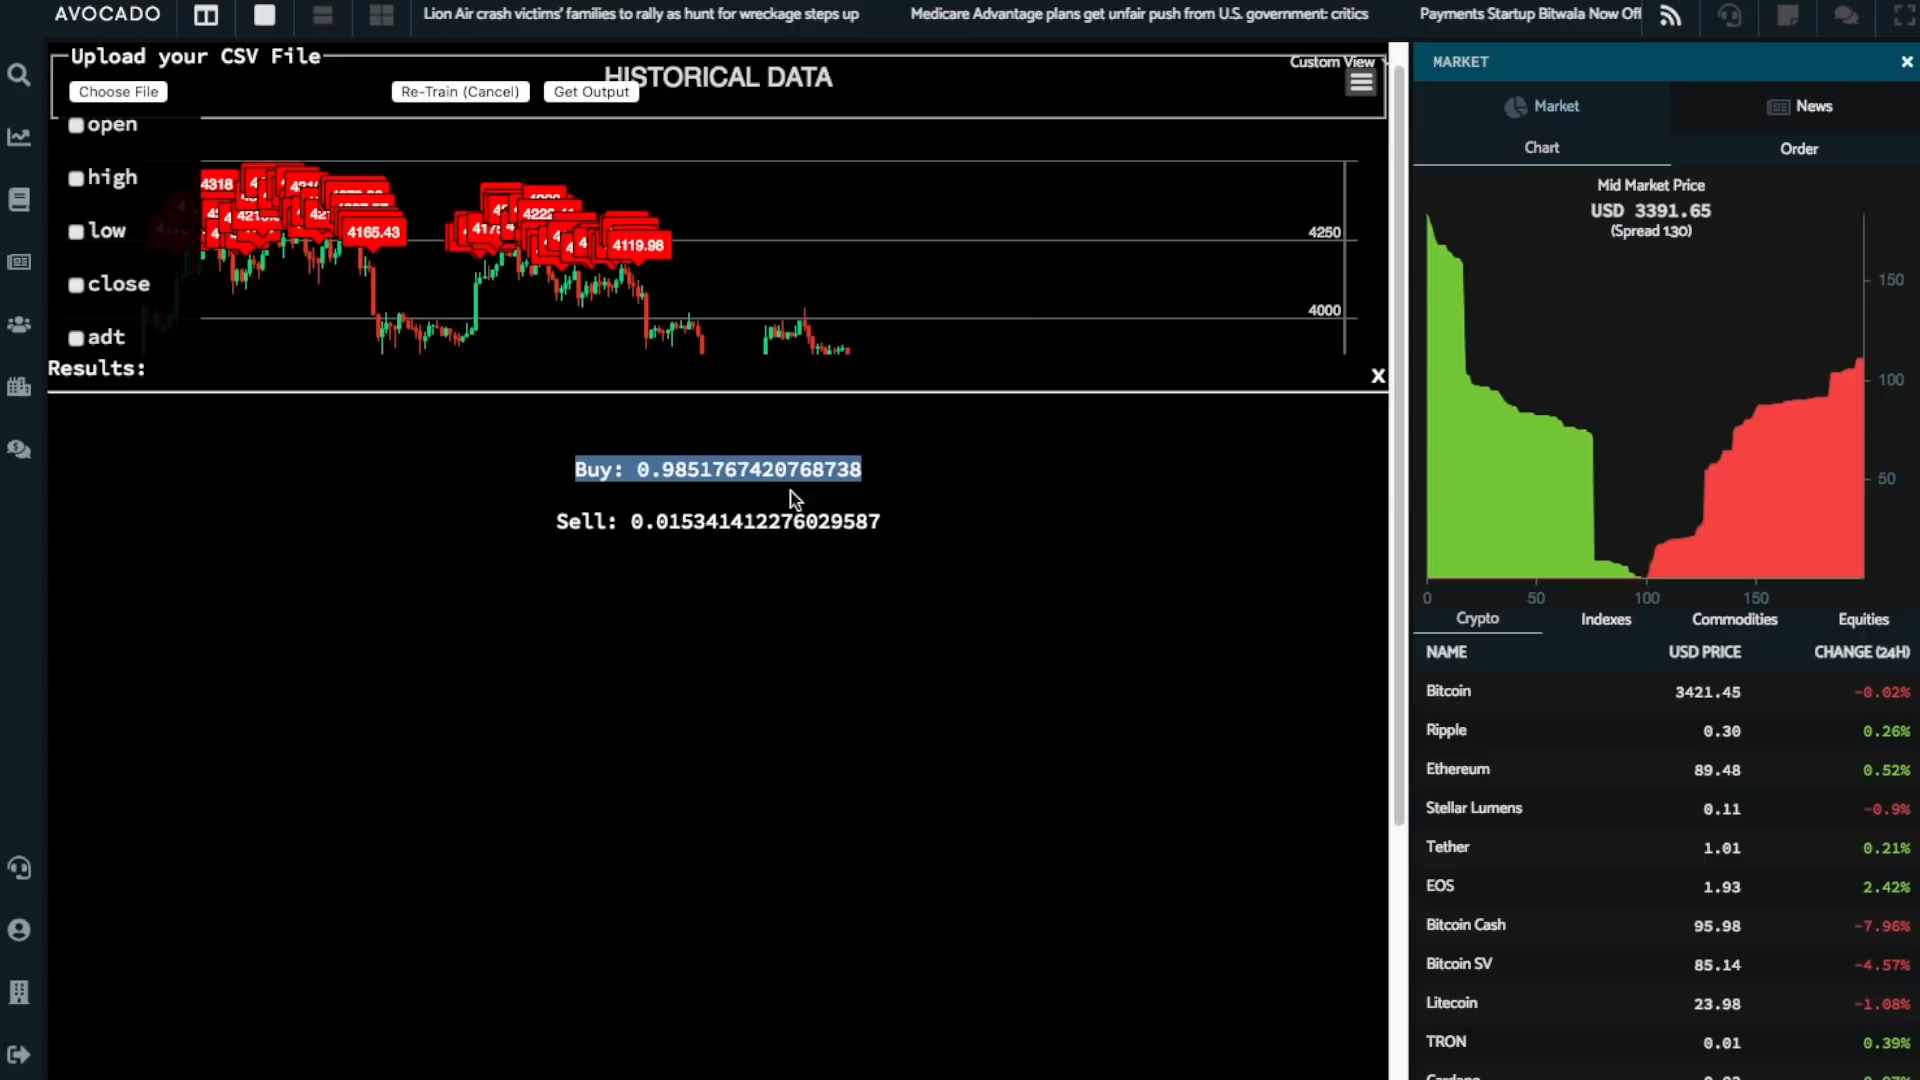 AVOCADO
Lion Air crash victims' families to rally as hunt for wreckage steps up
Medicare Advantage plans get unfair push from U.S. government: critics
Payments Startup Bitwala Now Off
Upload your CSV File
HISTORICAL DATA
Custom View
Choose File
Re-Train (Cancel)
Get Output
open
high
low
close
adt
4318
4165.43
4119.98
4250
4000
Results:
X
Buy: 0.9851767420768738
Sell: 0.015341412276029587
MARKET
Market
News
Chart
Order
Mid Market Price
USD 3391.65
(Spread 1.30)
150
100
50
0 50 100 150
Crypto Indexes Commodities Equities
NAME USD PRICE CHANGE (24H)
Bitcoin 3421.45 -0.02%
Ripple 0.30 0.26%
Ethereum 89.48 0.52%
Stellar Lumens 0.11 -0.9%
Tether 1.01 0.21%
EOS 1.93 2.42%
Bitcoin Cash 95.98 -7.96%
Bitcoin SV 85.14 -4.57%
Litecoin 23.98 -1.08%
TRON 0.01 0.39%